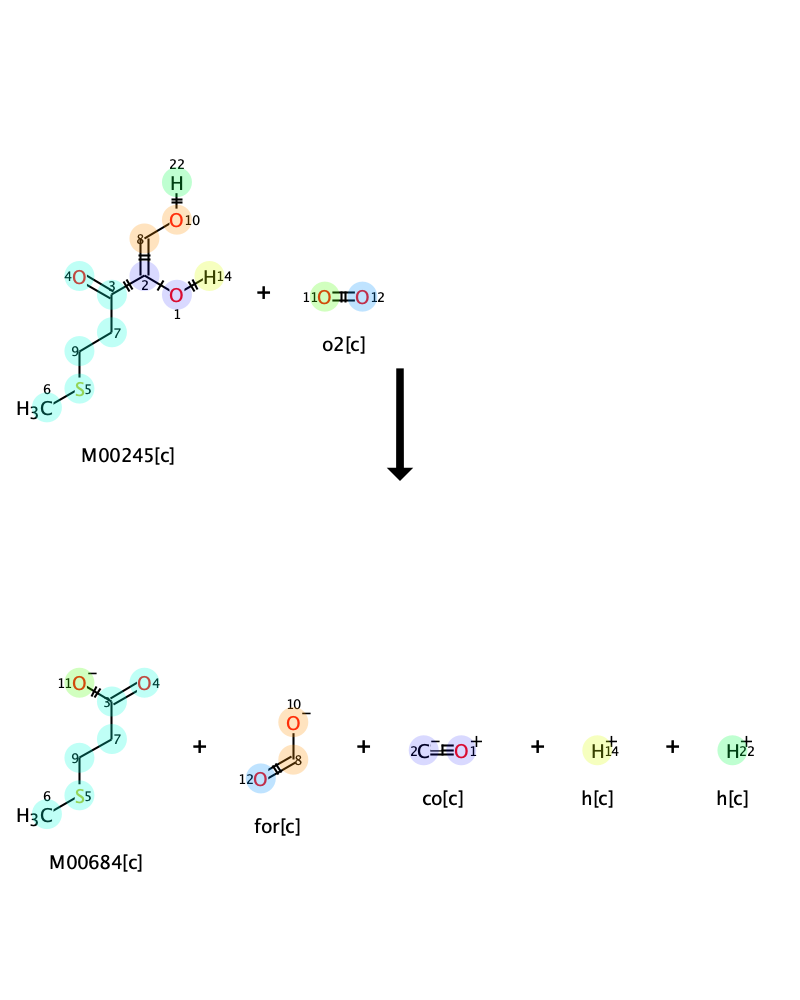 22
H
O10
8
4O
3
2
H14
O
1
7
9
6
S5
H3C
M00245[c]
+
11O
O12
o2[c]
11O−
O4
3
7
9
6
S5
H3C
M00684[c]
+
10
O−
8
12O
for[c]
+
2C−
O1+
co[c]
+
H14+
h[c]
+
H22+
h[c]